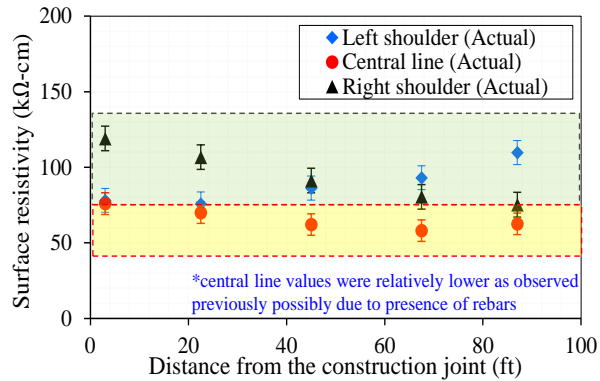 200
150
100
50
0
Surface resistivity (kΩ-cm)
Left shoulder (Actual)
Central line (Actual)
Right shoulder (Actual)
*central line values were relatively lower as observed
previously possibly due to presence of rebars
0 20 40 60 80 100
Distance from the construction joint (ft)